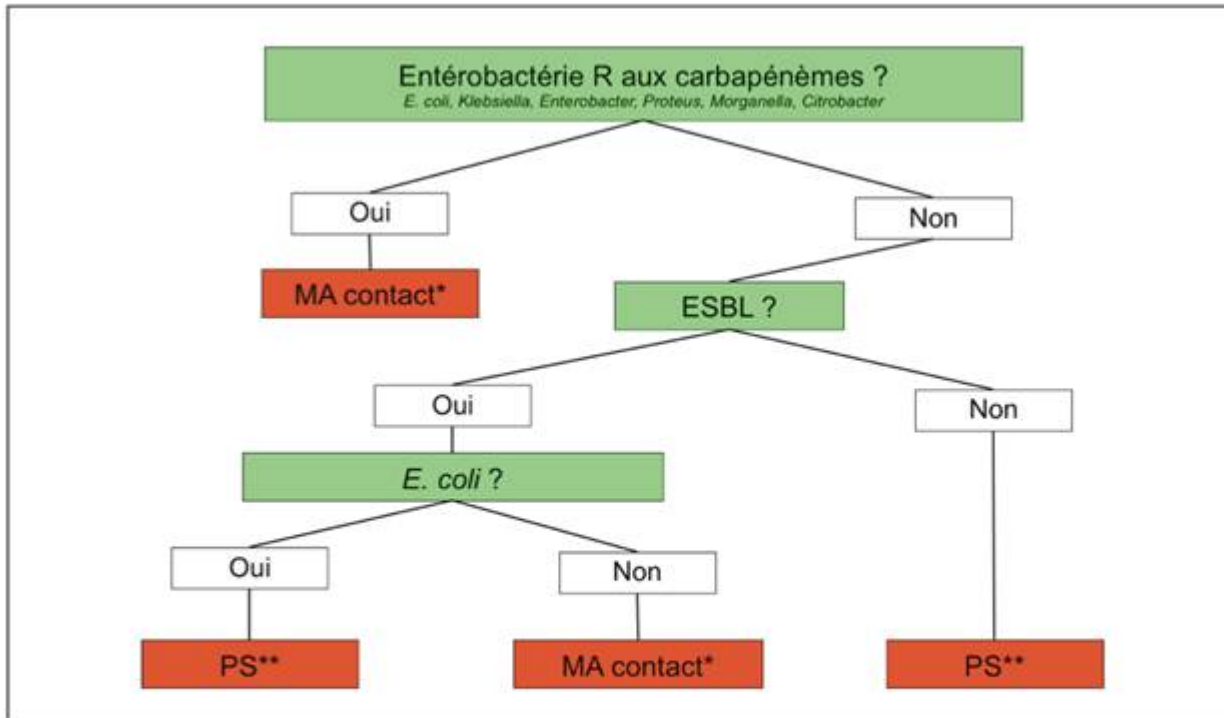 Entérobactérie R aux carbapénèmes ?
E. coli, Klebsiella, Enterobacter, Proteus, Morganella, Citrobacter
Oui
Non
MA contact*
ESBL ?
Oui
Non
E. coli ?
Oui
Non
PS**
MA contact*
PS**